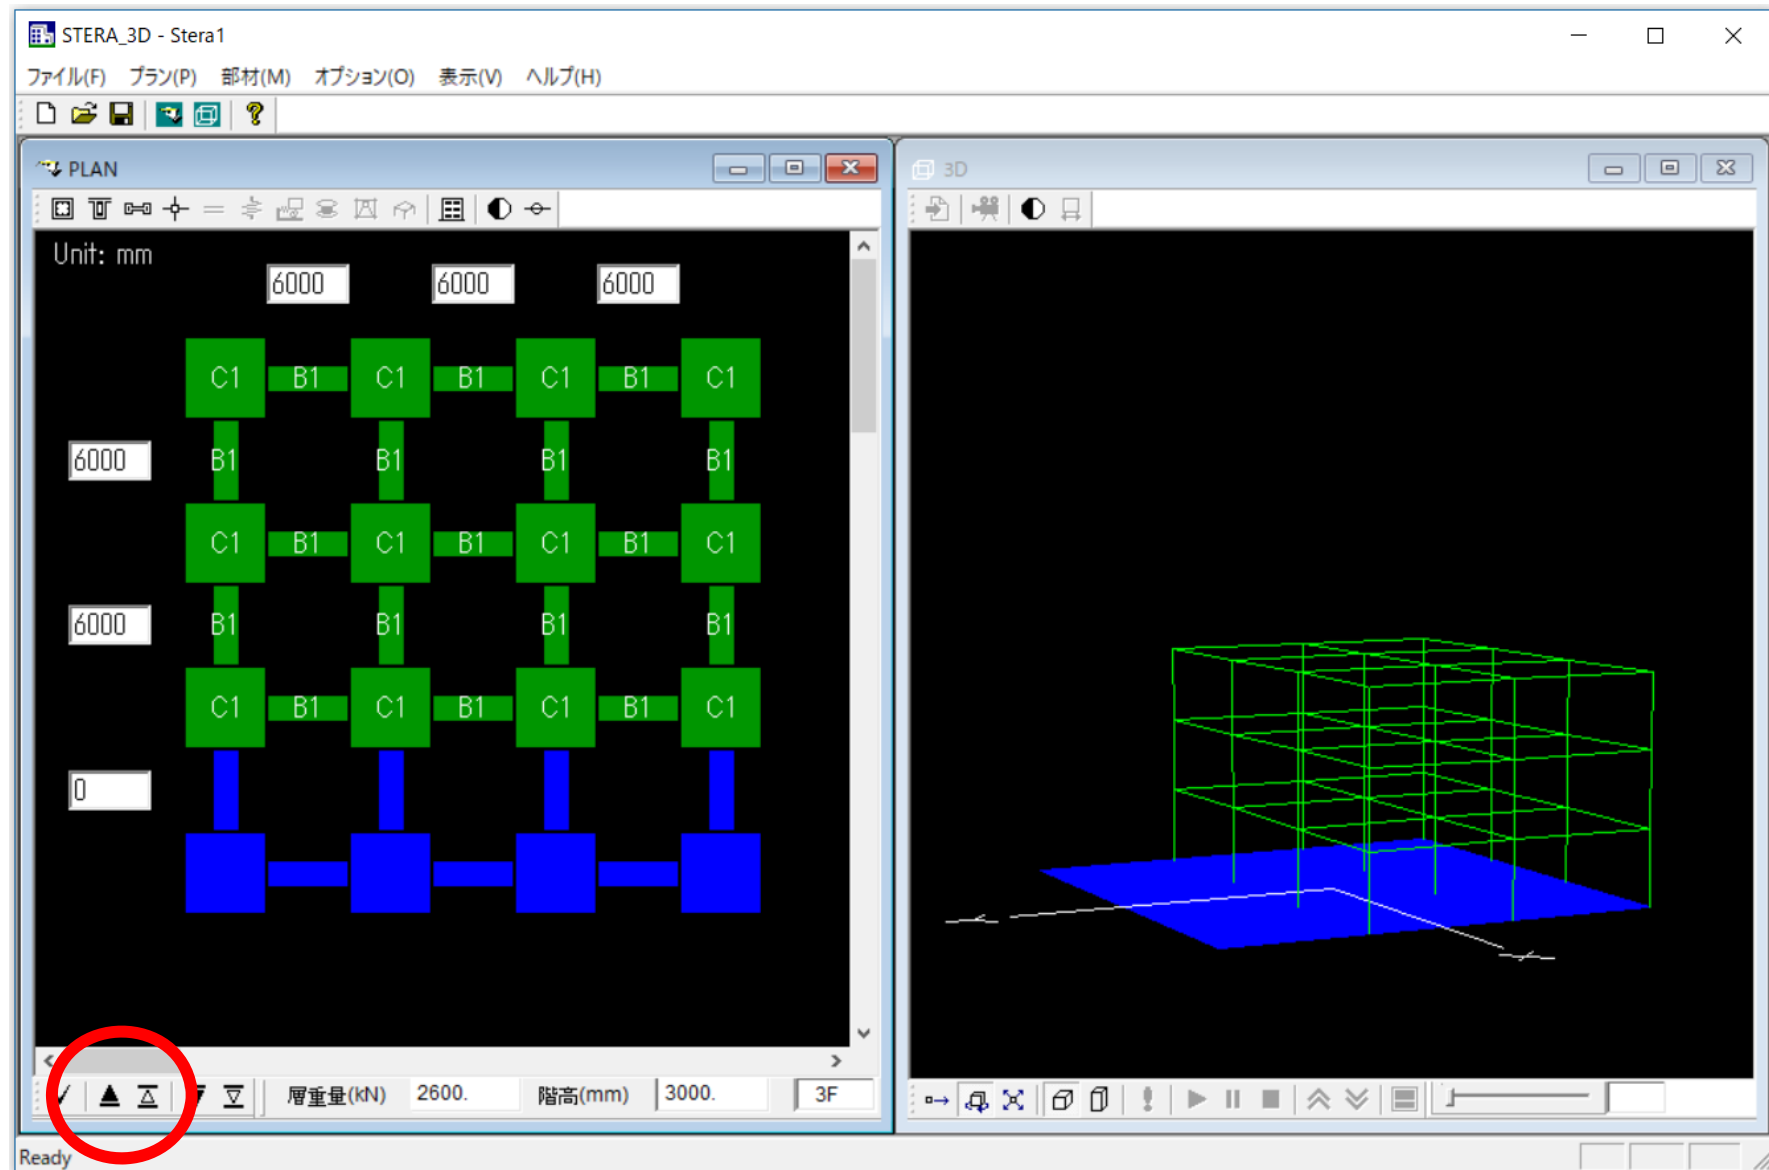 STERA_3D - Stera1
ファイル(F) プラン(P) 部材(M) オプション(O) 表示(V) ヘルプ(H)
PLAN
Unit: mm
6000 6000 6000
C1 B1 C1 B1 C1 B1 C1
6000 B1 B1 B1 B1
C1 B1 C1 B1 C1 B1 C1
6000 B1 B1 B1 B1
C1 B1 C1 B1 C1 B1 C1
0
層重量(kN) 2600. 階高(mm) 3000. 3F
3D
Ready